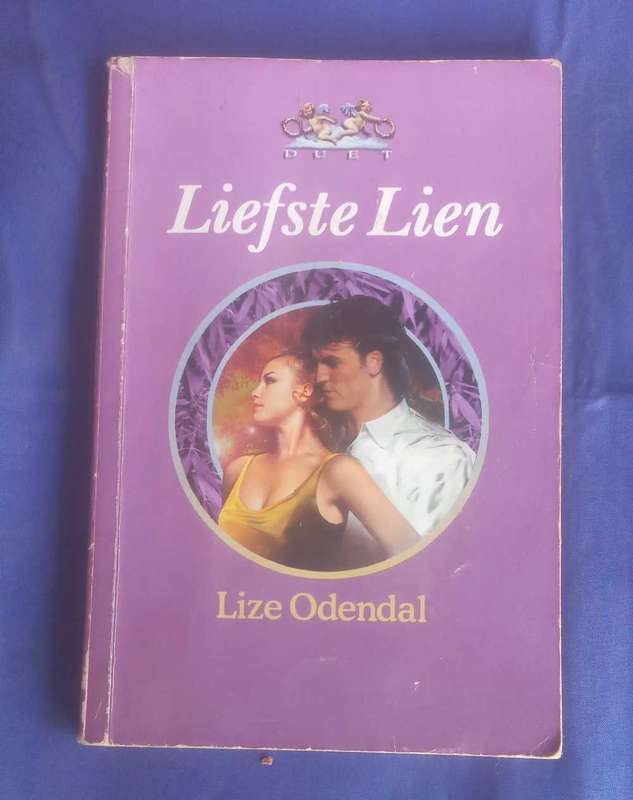 DUET
Liefste Lien
Lize Odendal